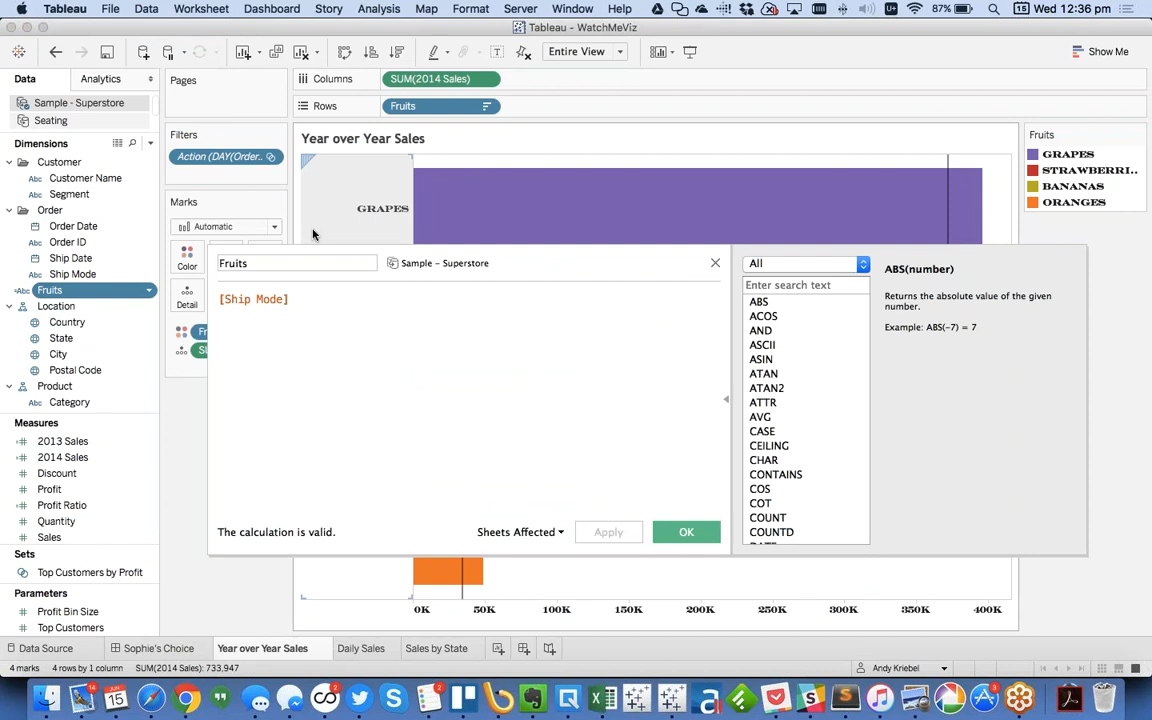 Tableau File Data Worksheet Dashboard Story Analysis Map Format Server Window Help 87% Wed 12:36 pm
Tableau - WatchMeViz
Entire View Show Me
Data Analytics
Sample - Superstore
Seating
Dimensions
Customer
Abc Customer Name
Abc Segment
Order
Order Date
Abc Order ID
Ship Date
Abc Ship Mode
=Abc Fruits
Location
Country
State
City
Postal Code
Product
Abc Category
Measures
2013 Sales
2014 Sales
Discount
Profit
Profit Ratio
Quantity
Sales
Sets
Top Customers by Profit
Parameters
Profit Bin Size
Top Customers
Pages
Filters
Action (DAY(Order..
Marks
Automatic
Color
Detail
Columns SUM(2014 Sales)
Rows Fruits
Year over Year Sales
GRAPES
Fruits
GRAPES
STRAWBERRI..
BANANAS
ORANGES
Fruits Sample - Superstore
[Ship Mode]
The calculation is valid. Sheets Affected Apply OK
All
Enter search text
ABS
ACOS
AND
ASCII
ASIN
ATAN
ATAN2
ATTR
AVG
CASE
CEILING
CHAR
CONTAINS
COS
COT
COUNT
COUNTD
ABS(number)
Returns the absolute value of the given
number.
Example: ABS(-7) = 7
0K 50K 100K 150K 200K 250K 300K 350K 400K
Data Source Sophie's Choice Year over Year Sales Daily Sales Sales by State
4 marks 4 rows by 1 column SUM(2014 Sales): 733,947 Andy Kriebel